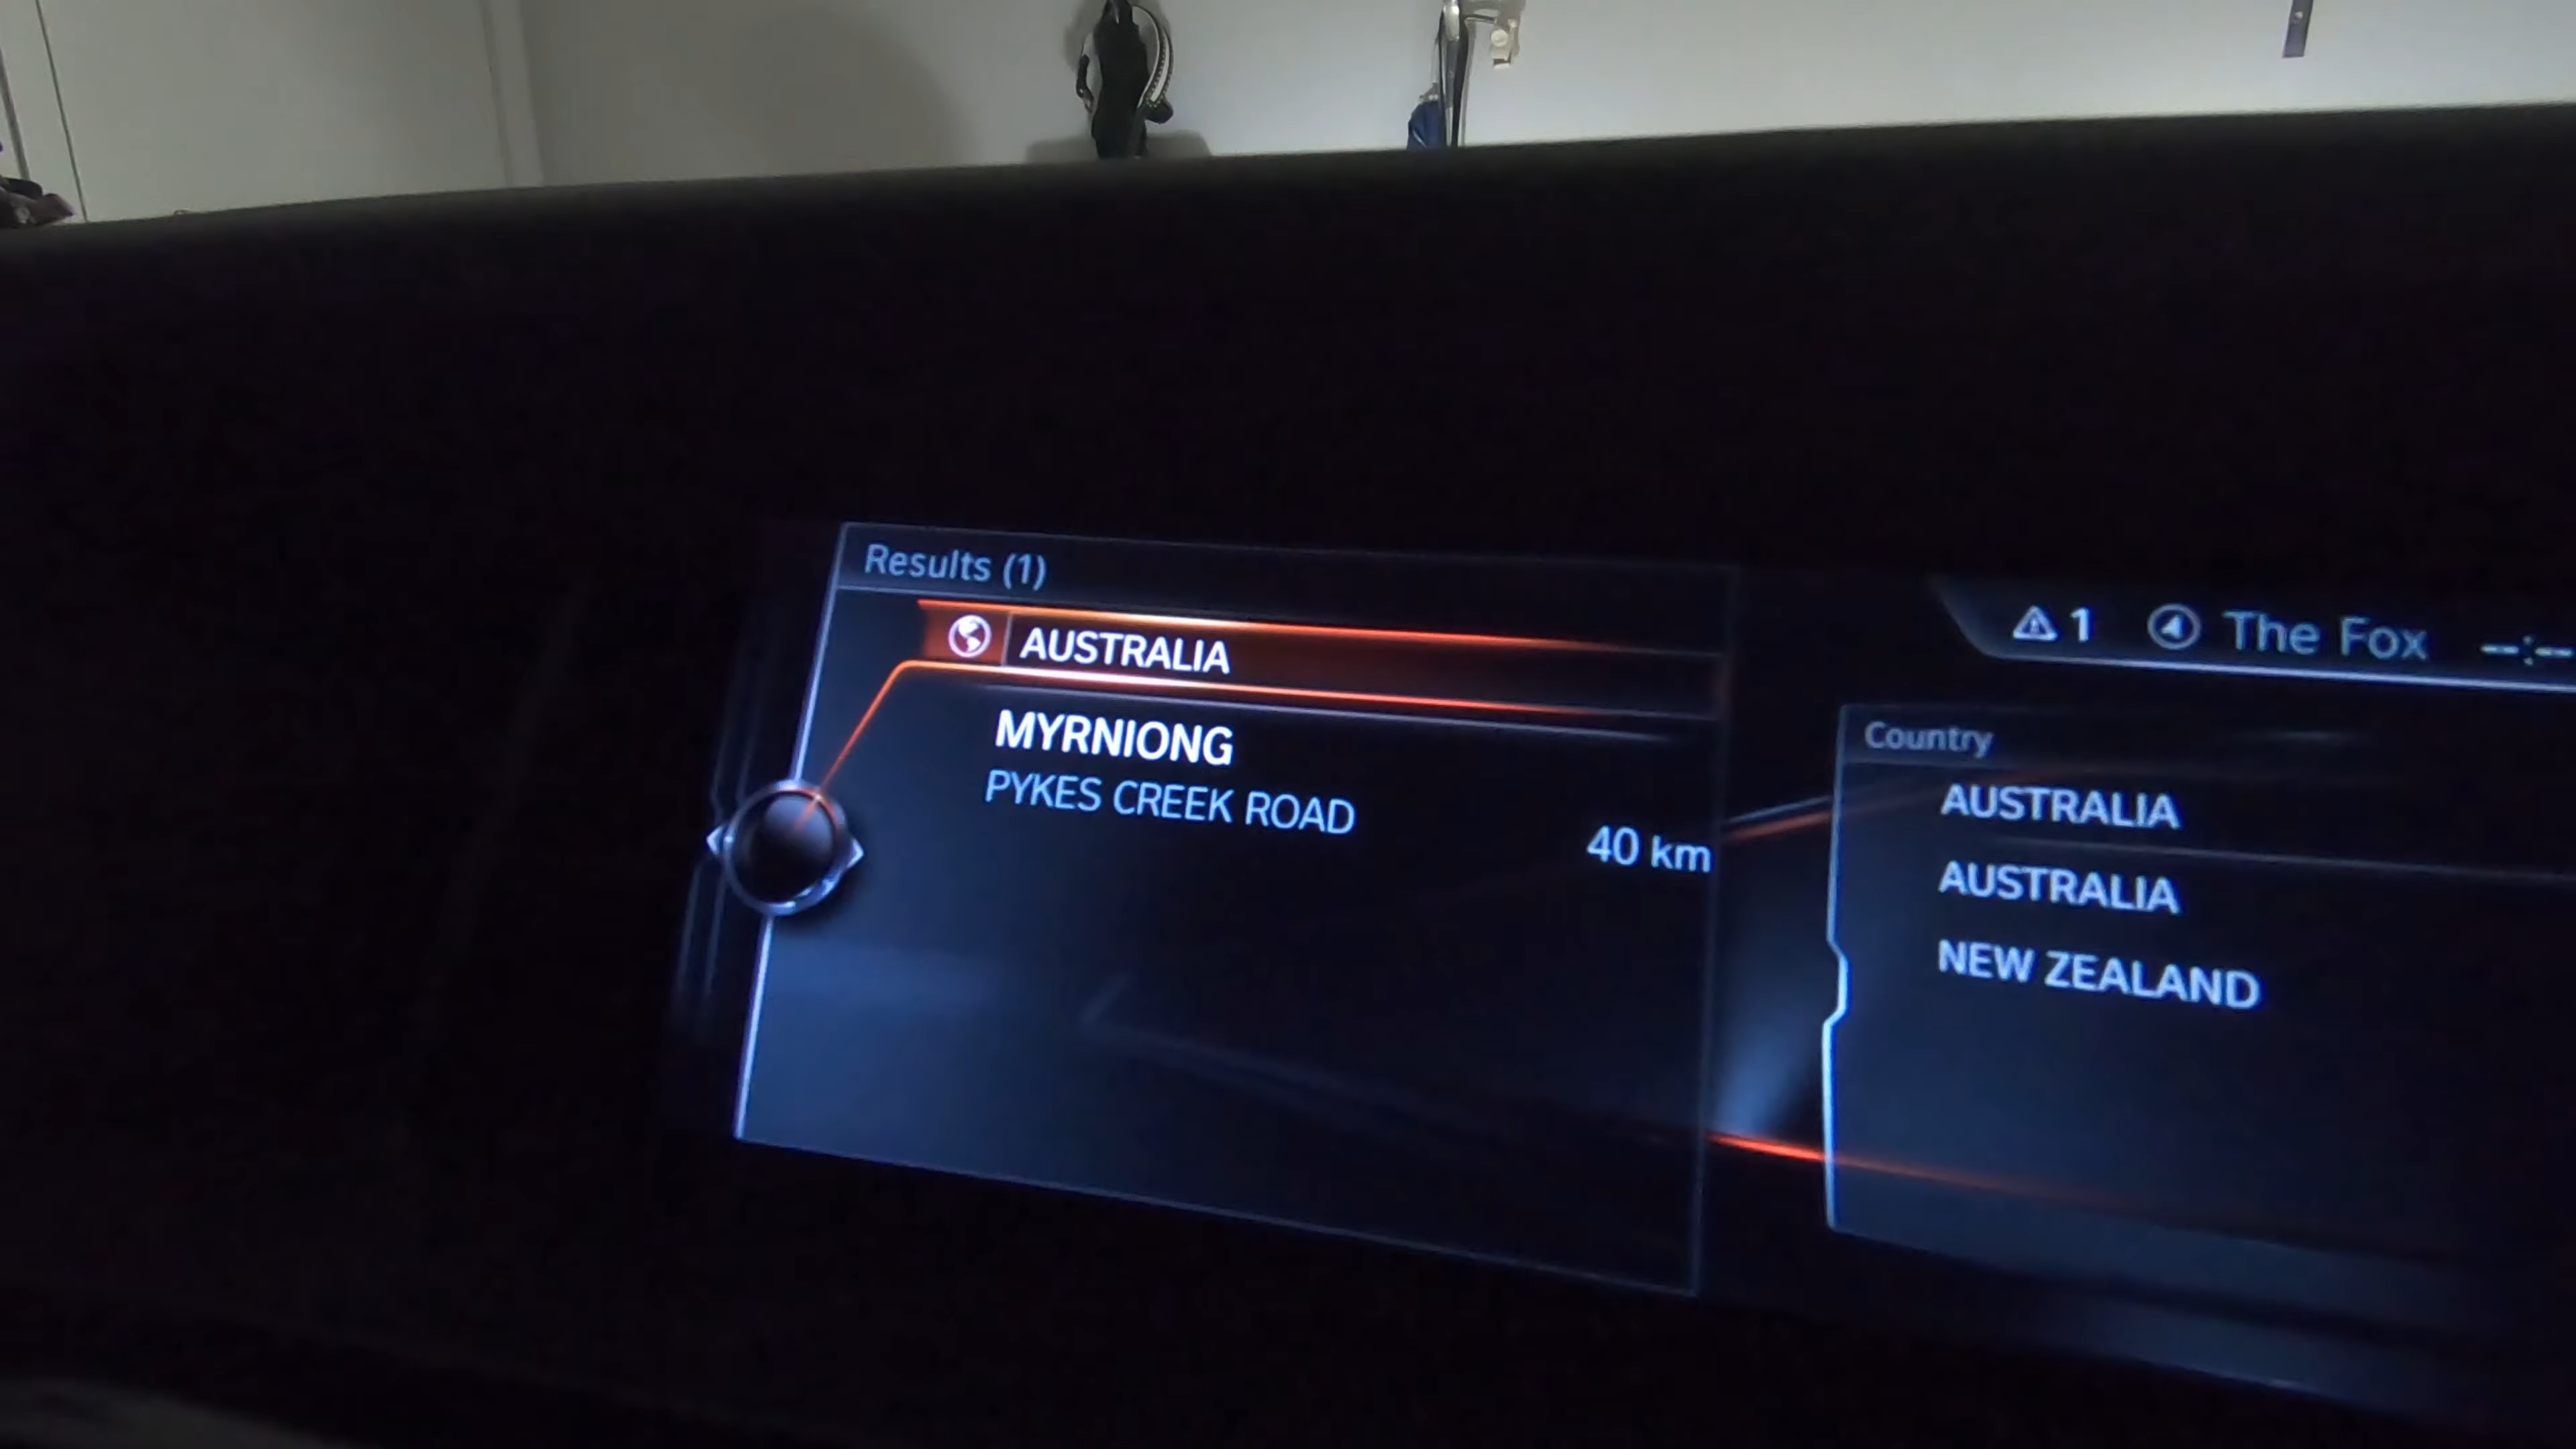 Results (1)
AUSTRALIA
MYRNIONG
PYKES CREEK ROAD
40 km
1 The Fox --:--
Country
AUSTRALIA
AUSTRALIA
NEW ZEALAND